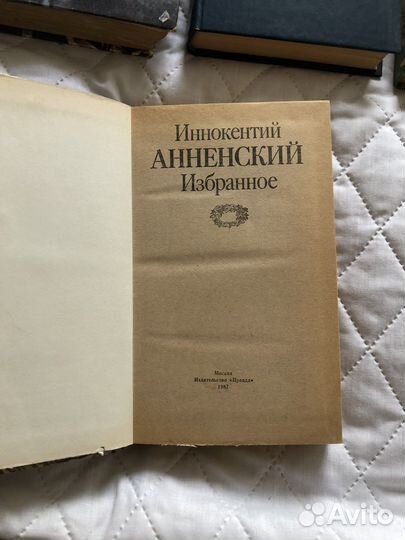 Иннокентий
АННЕНСКИЙ
Избранное
Москва
Издательство «Правда»
1987
Avito